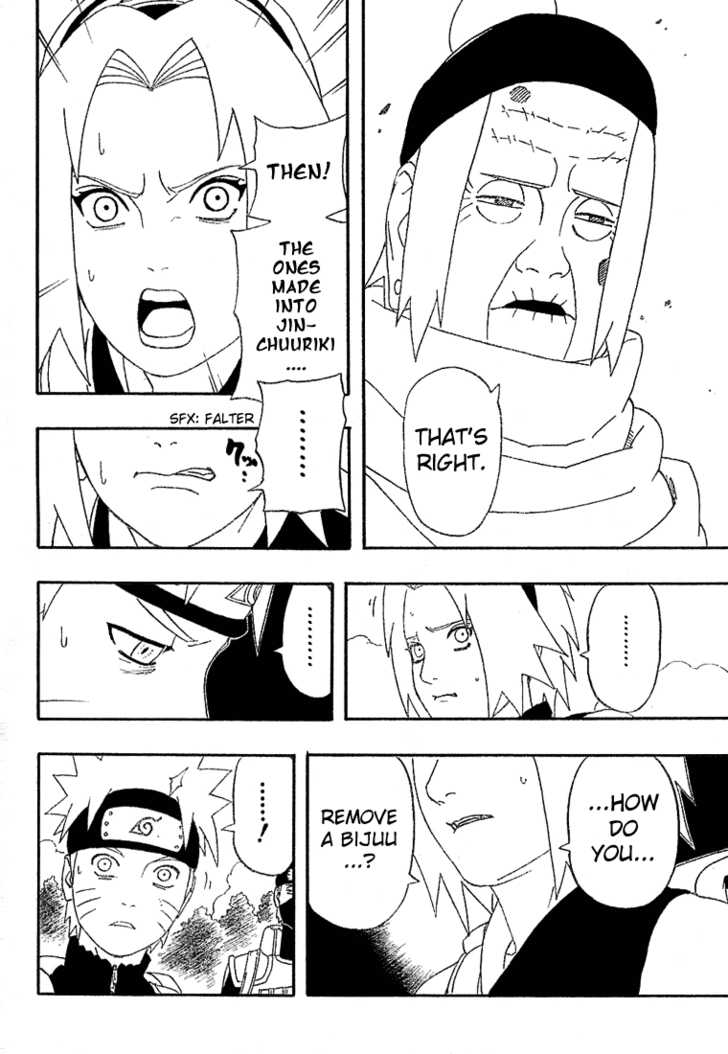 THAT'S
RIGHT.
THEN!
THE
ONES
MADE
INTO
JIN-
CHUURIKI
....
.........
SFX: FALTER
........
........
...HOW
DO
YOU...
REMOVE
A BIJUU
...?
.....!